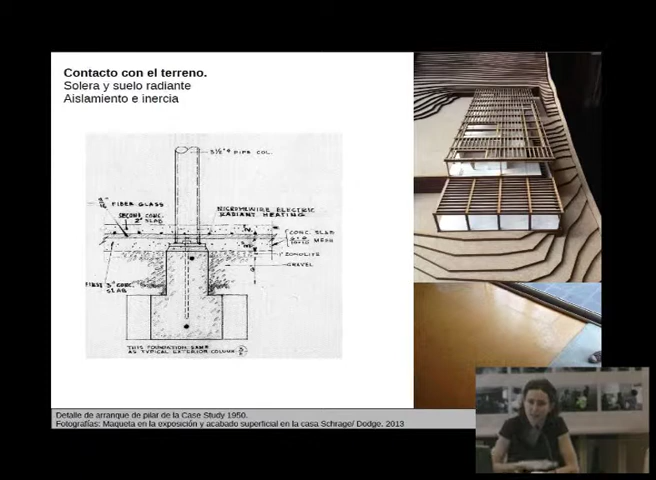 Contacto con el terreno.
Solera y suelo radiante
Aislamiento e inercia
3½"ϕ PIPE COL.
FIBER GLASS
SECOND CONC.
2" SLAB
NICROMEWIRE ELECTRIC
RADIANT HEATING
CONC. SLAB
MESH
1" ZONOLITE
GRAVEL
FIRST 3" CONC.
SLAB
THIS FOUNDATION SAME
AS TYPICAL EXTERIOR COLUMN
Detalle de arranque de pilar de la Case Study 1950.
Fotografías: Maqueta en la exposición y acabado superficial en la casa Schrage/ Dodge. 2013